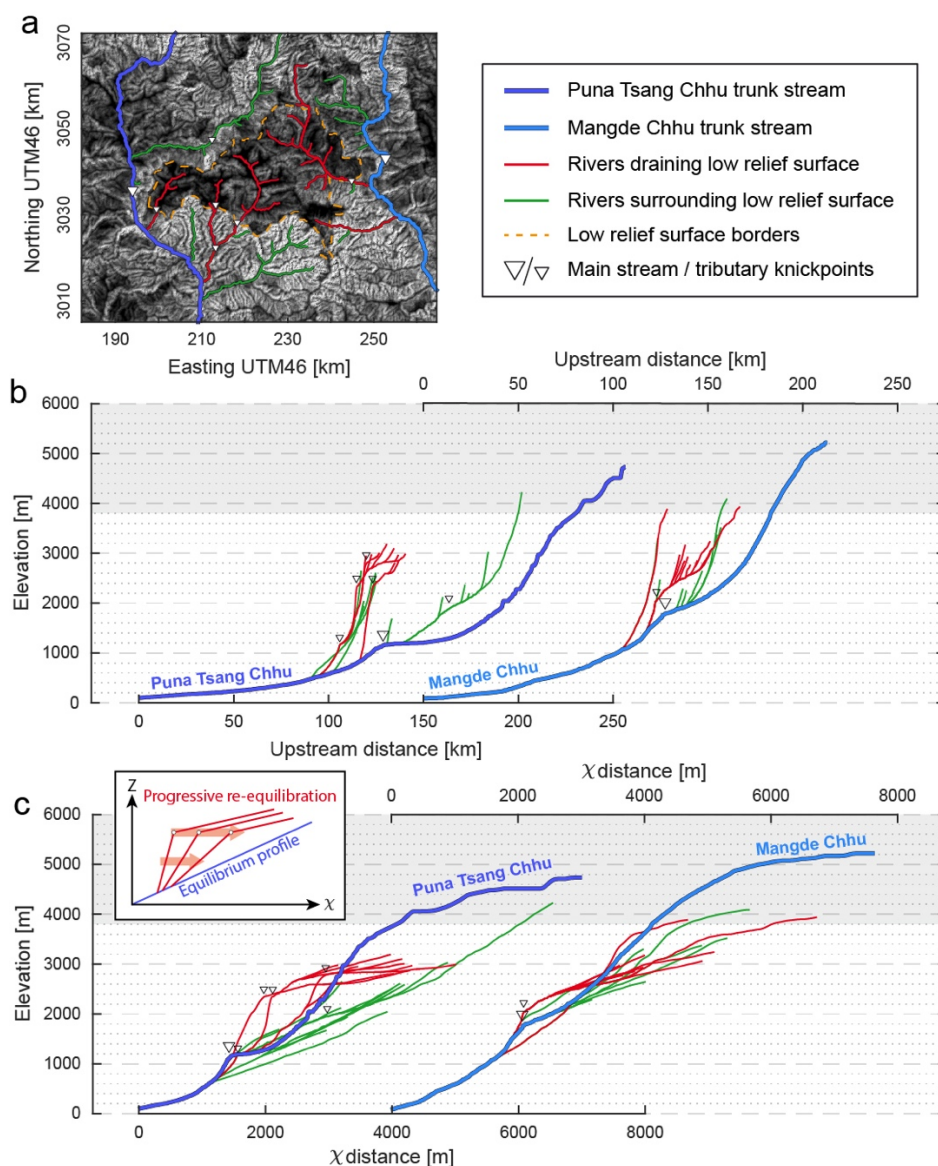 a
3070
3050
3030
3010
Northing UTM46 [km]
190
210
230
250
Easting UTM46 [km]
Puna Tsang Chhu trunk stream
Mangde Chhu trunk stream
Rivers draining low relief surface
Rivers surrounding low relief surface
Low relief surface borders
Main stream / tributary knickpoints
b
Upstream distance [km]
0
50
100
150
200
250
6000
5000
4000
3000
2000
1000
0
Elevation [m]
Puna Tsang Chhu
Mangde Chhu
0
50
100
150
200
250
Upstream distance [km]
c
χ distance [m]
0
2000
4000
6000
8000
Z
Progressive re-equilibration
Equilibrium profile
χ
6000
5000
4000
3000
2000
1000
0
Elevation [m]
Puna Tsang Chhu
Mangde Chhu
0
2000
4000
2000
4000
χ distance [m]